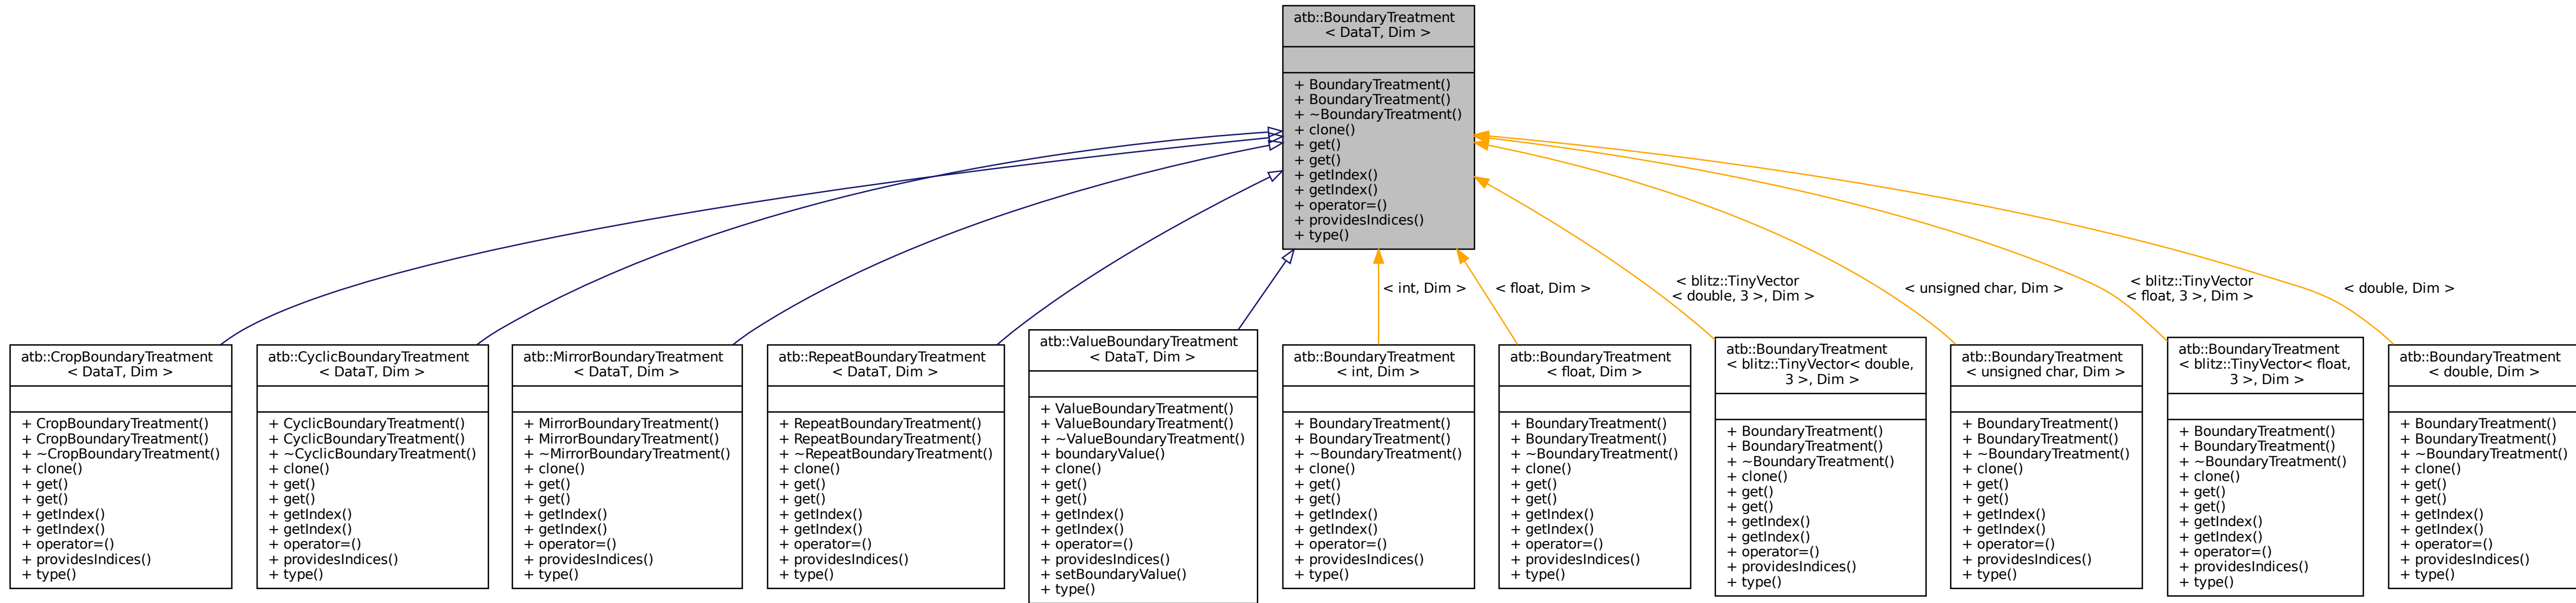 atb::BoundaryTreatment
< DataT, Dim >
+ BoundaryTreatment()
+ BoundaryTreatment()
+ ~BoundaryTreatment()
+ clone()
+ get()
+ get()
+ getIndex()
+ getIndex()
+ operator=()
+ providesIndices()
+ type()
< int, Dim >
< float, Dim >
< blitz::TinyVector
< double, 3 >, Dim >
< unsigned char, Dim >
< blitz::TinyVector
< float, 3 >, Dim >
< double, Dim >
atb::CropBoundaryTreatment
< DataT, Dim >
+ CropBoundaryTreatment()
+ CropBoundaryTreatment()
+ ~CropBoundaryTreatment()
+ clone()
+ get()
+ get()
+ getIndex()
+ getIndex()
+ operator=()
+ providesIndices()
+ type()
atb::CyclicBoundaryTreatment
< DataT, Dim >
+ CyclicBoundaryTreatment()
+ CyclicBoundaryTreatment()
+ ~CyclicBoundaryTreatment()
+ clone()
+ get()
+ get()
+ getIndex()
+ getIndex()
+ operator=()
+ providesIndices()
+ type()
atb::MirrorBoundaryTreatment
< DataT, Dim >
+ MirrorBoundaryTreatment()
+ MirrorBoundaryTreatment()
+ ~MirrorBoundaryTreatment()
+ clone()
+ get()
+ get()
+ getIndex()
+ getIndex()
+ operator=()
+ providesIndices()
+ type()
atb::RepeatBoundaryTreatment
< DataT, Dim >
+ RepeatBoundaryTreatment()
+ RepeatBoundaryTreatment()
+ ~RepeatBoundaryTreatment()
+ clone()
+ get()
+ get()
+ getIndex()
+ getIndex()
+ operator=()
+ providesIndices()
+ type()
atb::ValueBoundaryTreatment
< DataT, Dim >
+ ValueBoundaryTreatment()
+ ValueBoundaryTreatment()
+ ~ValueBoundaryTreatment()
+ boundaryValue()
+ clone()
+ get()
+ get()
+ getIndex()
+ getIndex()
+ operator=()
+ providesIndices()
+ setBoundaryValue()
+ type()
atb::BoundaryTreatment
< int, Dim >
+ BoundaryTreatment()
+ BoundaryTreatment()
+ ~BoundaryTreatment()
+ clone()
+ get()
+ get()
+ getIndex()
+ getIndex()
+ operator=()
+ providesIndices()
+ type()
atb::BoundaryTreatment
< float, Dim >
+ BoundaryTreatment()
+ BoundaryTreatment()
+ ~BoundaryTreatment()
+ clone()
+ get()
+ get()
+ getIndex()
+ getIndex()
+ operator=()
+ providesIndices()
+ type()
atb::BoundaryTreatment
< blitz::TinyVector< double,
3 >, Dim >
+ BoundaryTreatment()
+ BoundaryTreatment()
+ ~BoundaryTreatment()
+ clone()
+ get()
+ get()
+ getIndex()
+ getIndex()
+ operator=()
+ providesIndices()
+ type()
atb::BoundaryTreatment
< unsigned char, Dim >
+ BoundaryTreatment()
+ BoundaryTreatment()
+ ~BoundaryTreatment()
+ clone()
+ get()
+ get()
+ getIndex()
+ getIndex()
+ operator=()
+ providesIndices()
+ type()
atb::BoundaryTreatment
< blitz::TinyVector< float,
3 >, Dim >
+ BoundaryTreatment()
+ BoundaryTreatment()
+ ~BoundaryTreatment()
+ clone()
+ get()
+ get()
+ getIndex()
+ getIndex()
+ operator=()
+ providesIndices()
+ type()
atb::BoundaryTreatment
< double, Dim >
+ BoundaryTreatment()
+ BoundaryTreatment()
+ ~BoundaryTreatment()
+ clone()
+ get()
+ get()
+ getIndex()
+ getIndex()
+ operator=()
+ providesIndices()
+ type()